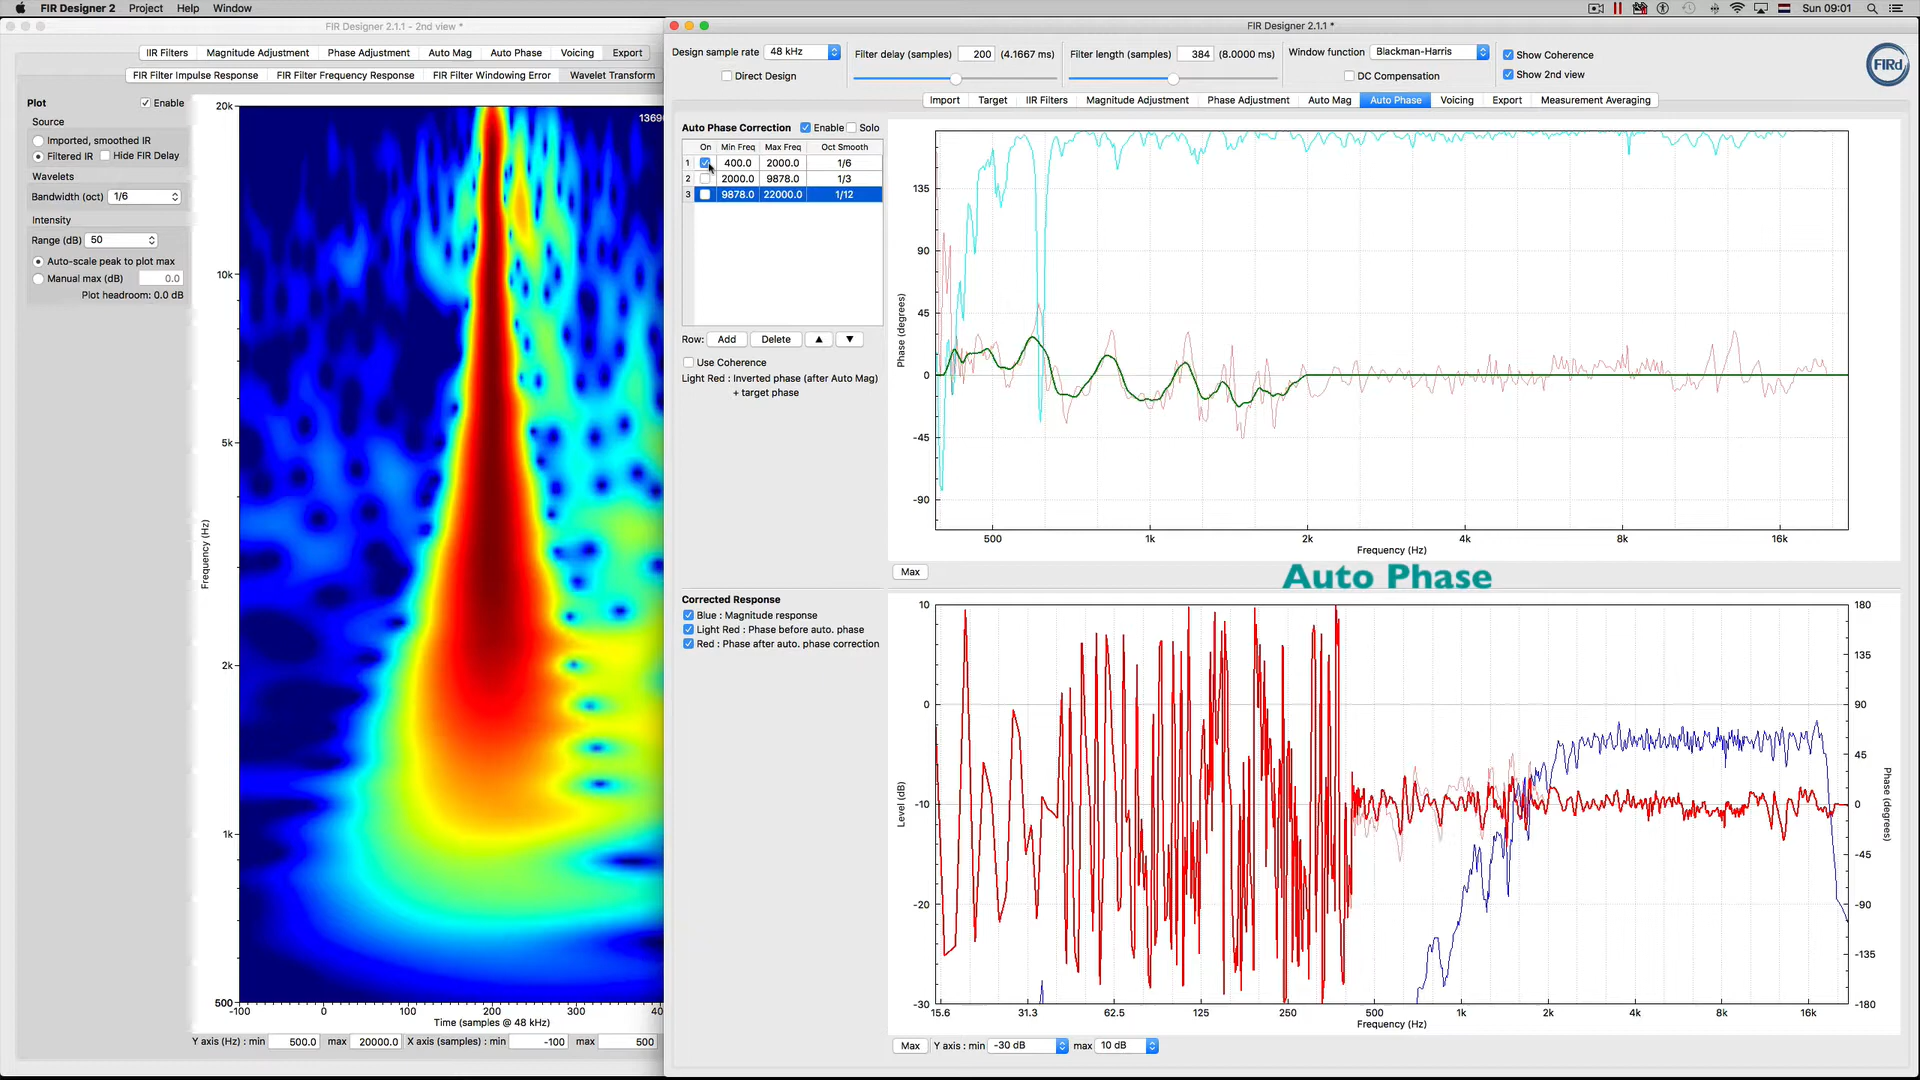 FIR Designer 2 Project Help Window
Sun 09:01
FIR Designer 2.1.1 - 2nd view *
IIR Filters Magnitude Adjustment Phase Adjustment Auto Mag Auto Phase Voicing Export
FIR Filter Impulse Response FIR Filter Frequency Response FIR Filter Windowing Error Wavelet Transform
Plot Enable
Source
Imported, smoothed IR
Filtered IR Hide FIR Delay
Wavelets
Bandwidth (oct) 1/6
Intensity
Range (dB) 50
Auto-scale peak to plot max
Manual max (dB) 0.0
Plot headroom: 0.0 dB
1369
20k
10k
5k
2k
1k
500
Frequency (Hz)
-100 0 100 200 300
Time (samples @ 48 kHz)
Y axis (Hz) : min 500.0 max 20000.0 X axis (samples) : min -100 max 500
FIR Designer 2.1.1 *
Design sample rate 48 kHz
Direct Design
Filter delay (samples) 200 (4.1667 ms)
Filter length (samples) 384 (8.0000 ms)
Window function Blackman-Harris
DC Compensation
Show Coherence
Show 2nd view
FIRd
Import Target IIR Filters Magnitude Adjustment Phase Adjustment Auto Mag Auto Phase Voicing Export Measurement Averaging
Auto Phase Correction Enable Solo
On Min Freq Max Freq Oct Smooth
1 400.0 2000.0 1/6
2 2000.0 9878.0 1/3
3 9878.0 22000.0 1/12
Row: Add Delete ▲ ▼
Use Coherence
Light Red : Inverted phase (after Auto Mag)
+ target phase
Phase (degrees)
135
90
45
0
-45
-90
500 1k 2k 4k 8k 16k
Frequency (Hz)
Max
Auto Phase
Corrected Response
Blue : Magnitude response
Light Red : Phase before auto. phase
Red : Phase after auto. phase correction
Level (dB)
10
0
-10
-20
-30
180
135
90
45
0
-45
-90
-135
-180
Phase (degrees)
15.6 31.3 62.5 125 250 500 1k 2k 4k 8k 16k
Frequency (Hz)
Max Y axis : min -30 dB max 10 dB